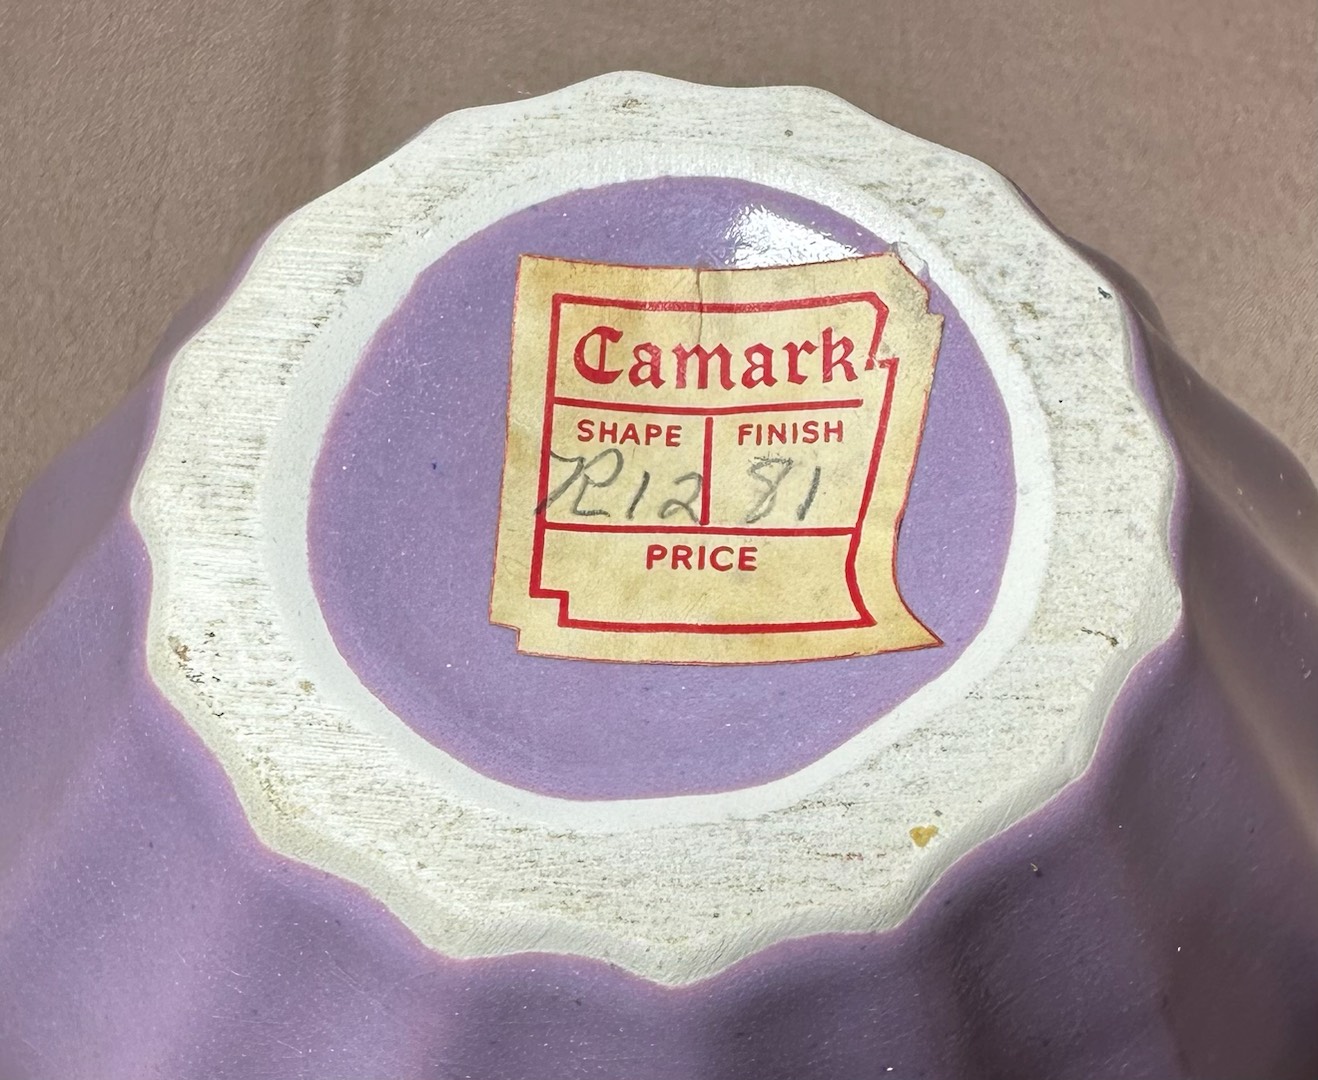 Camark
SHAPE FINISH
R12 81
PRICE